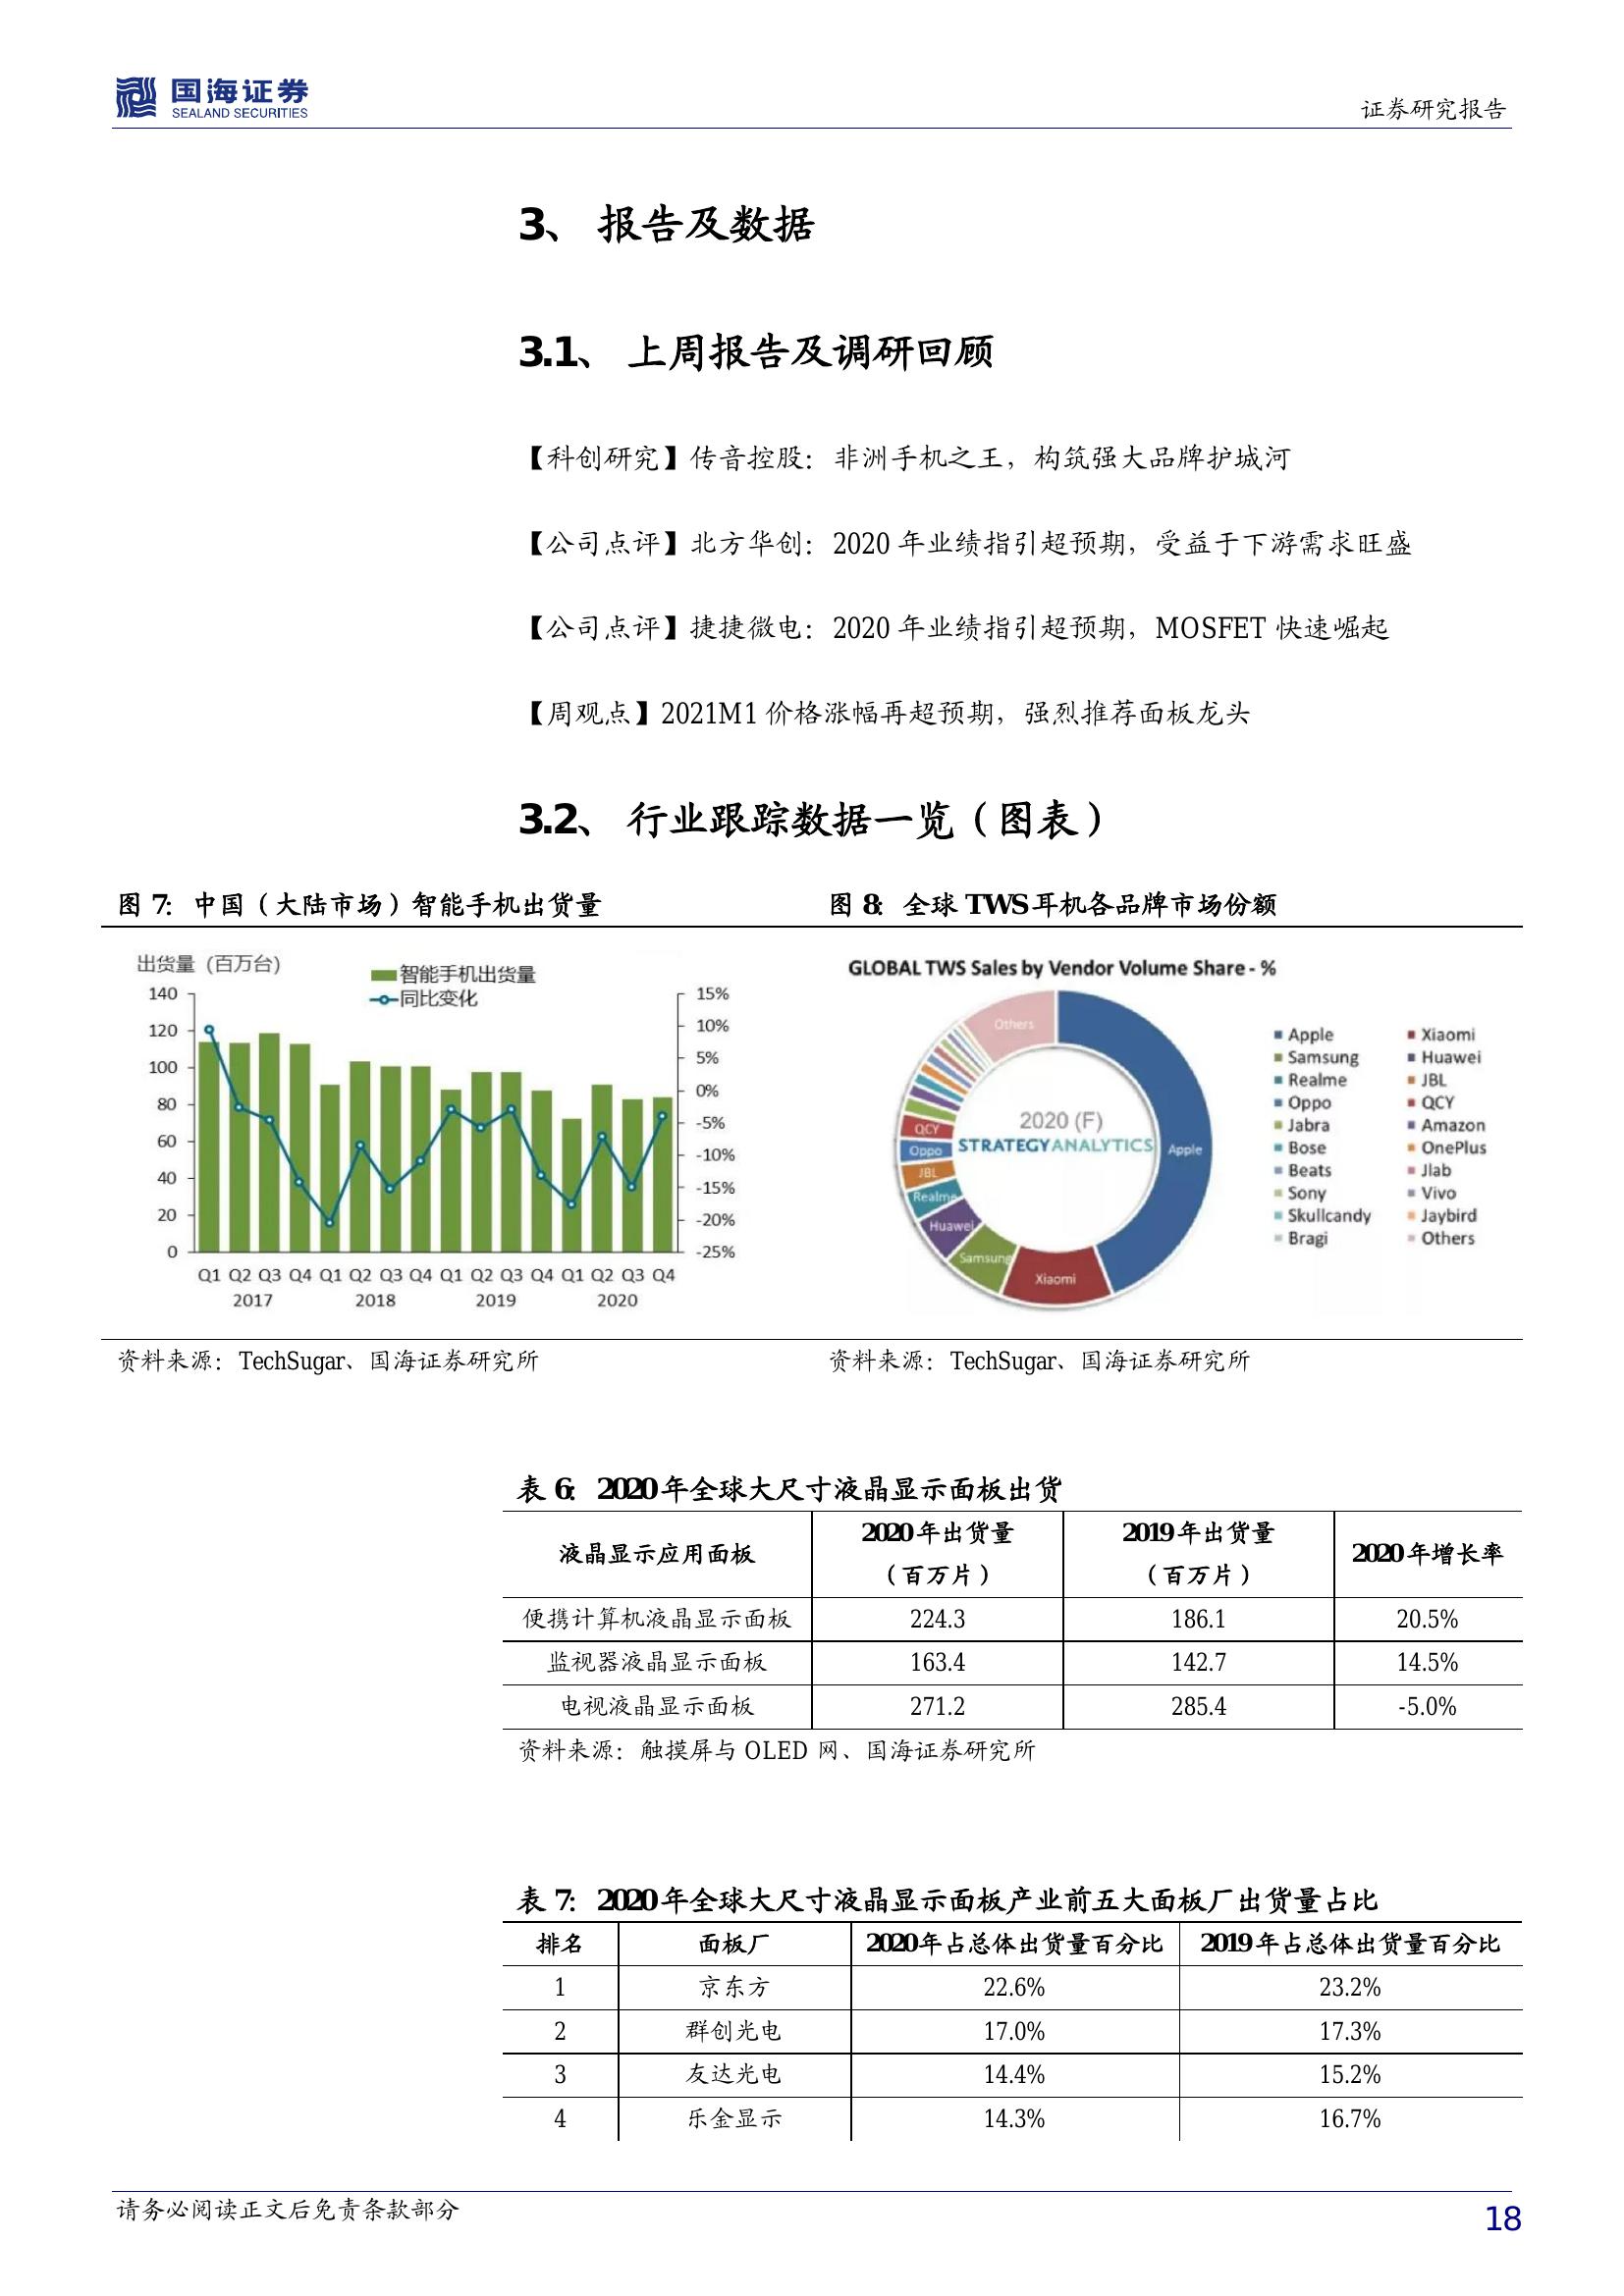 国海证券
SEALAND SECURITIES
证券研究报告
3、 报告及数据
3.1、 上周报告及调研回顾
【科创研究】传音控股：非洲手机之王，构筑强大品牌护城河
【公司点评】北方华创：2020 年业绩指引超预期，受益于下游需求旺盛
【公司点评】捷捷微电：2020 年业绩指引超预期，MOSFET 快速崛起
【周观点】2021M1 价格涨幅再超预期，强烈推荐面板龙头
3.2、 行业跟踪数据一览（图表）
图 7：中国（大陆市场）智能手机出货量
出货量（百万台）
智能手机出货量
同比变化
140
120
100
80
60
40
20
0
15%
10%
5%
0%
-5%
-10%
-15%
-20%
-25%
Q1 Q2 Q3 Q4 Q1 Q2 Q3 Q4 Q1 Q2 Q3 Q4 Q1 Q2 Q3 Q4
2017 2018 2019 2020
资料来源：TechSugar、国海证券研究所
图 8：全球 TWS 耳机各品牌市场份额
GLOBAL TWS Sales by Vendor Volume Share - %
Others
QCY
Oppo
JBL
Realme
Huawei
Samsung
Xiaomi
Apple
2020 (F)
STRATEGYANALYTICS
Apple Xiaomi
Samsung Huawei
Realme JBL
Oppo QCY
Jabra Amazon
Bose OnePlus
Beats Jlab
Sony Vivo
Skullcandy Jaybird
Bragi Others
资料来源：TechSugar、国海证券研究所
表 6：2020 年全球大尺寸液晶显示面板出货
液晶显示应用面板 2020 年出货量（百万片） 2019 年出货量（百万片） 2020 年增长率
便携计算机液晶显示面板 224.3 186.1 20.5%
监视器液晶显示面板 163.4 142.7 14.5%
电视液晶显示面板 271.2 285.4 -5.0%
资料来源：触摸屏与 OLED 网、国海证券研究所
表 7：2020 年全球大尺寸液晶显示面板产业前五大面板厂出货量占比
排名 面板厂 2020 年占总体出货量百分比 2019 年占总体出货量百分比
1 京东方 22.6% 23.2%
2 群创光电 17.0% 17.3%
3 友达光电 14.4% 15.2%
4 乐金显示 14.3% 16.7%
请务必阅读正文后免责条款部分
18